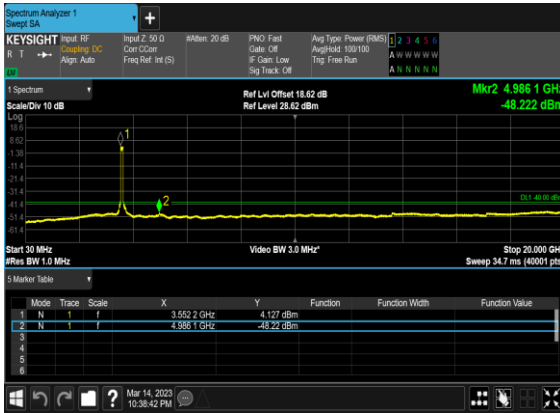 Spectrum Analyzer 1
Swept SA
+
KEYSIGHT Input: RF Input Z: 50 Ω #Atten: 20 dB PNO: Fast Avg Type: Power (RMS) 1 2 3 4 5 6
R T Coupling: DC Corr CCorr Gate: Off Avg|Hold: 100/100 A W W W W W
Align: Auto Freq Ref: Int (S) IF Gain: Low Trig: Free Run
Sig Track: Off A N N N N N
1 Spectrum Ref Lvl Offset 18.62 dB Mkr2 4.986 1 GHz
Scale/Div 10 dB Ref Level 28.62 dBm -48.222 dBm
Log
18.6
8.62
-1.38
-11.4
-21.4
-31.4
-41.4
-51.4
-61.4
1
2
DL1 -40.00 dBm
Start 30 MHz Video BW 3.0 MHz* Stop 20.000 GHz
#Res BW 1.0 MHz Sweep 34.7 ms (40001 pts)
5 Marker Table
Mode Trace Scale X Y Function Function Width Function Value
1 N 1 f 3.552 2 GHz 4.127 dBm
2 N 1 f 4.986 1 GHz -48.22 dBm
3
4
5
6
? Mar 14, 2023
10:38:42 PM